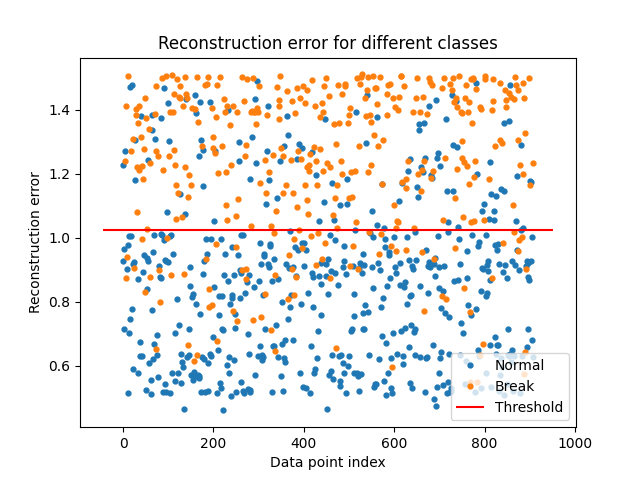 Reconstruction error for different classes
Reconstruction error
1.4
1.2
1.0
0.8
0.6
Normal
Break
Threshold
0
200
400
600
800
1000
Data point index